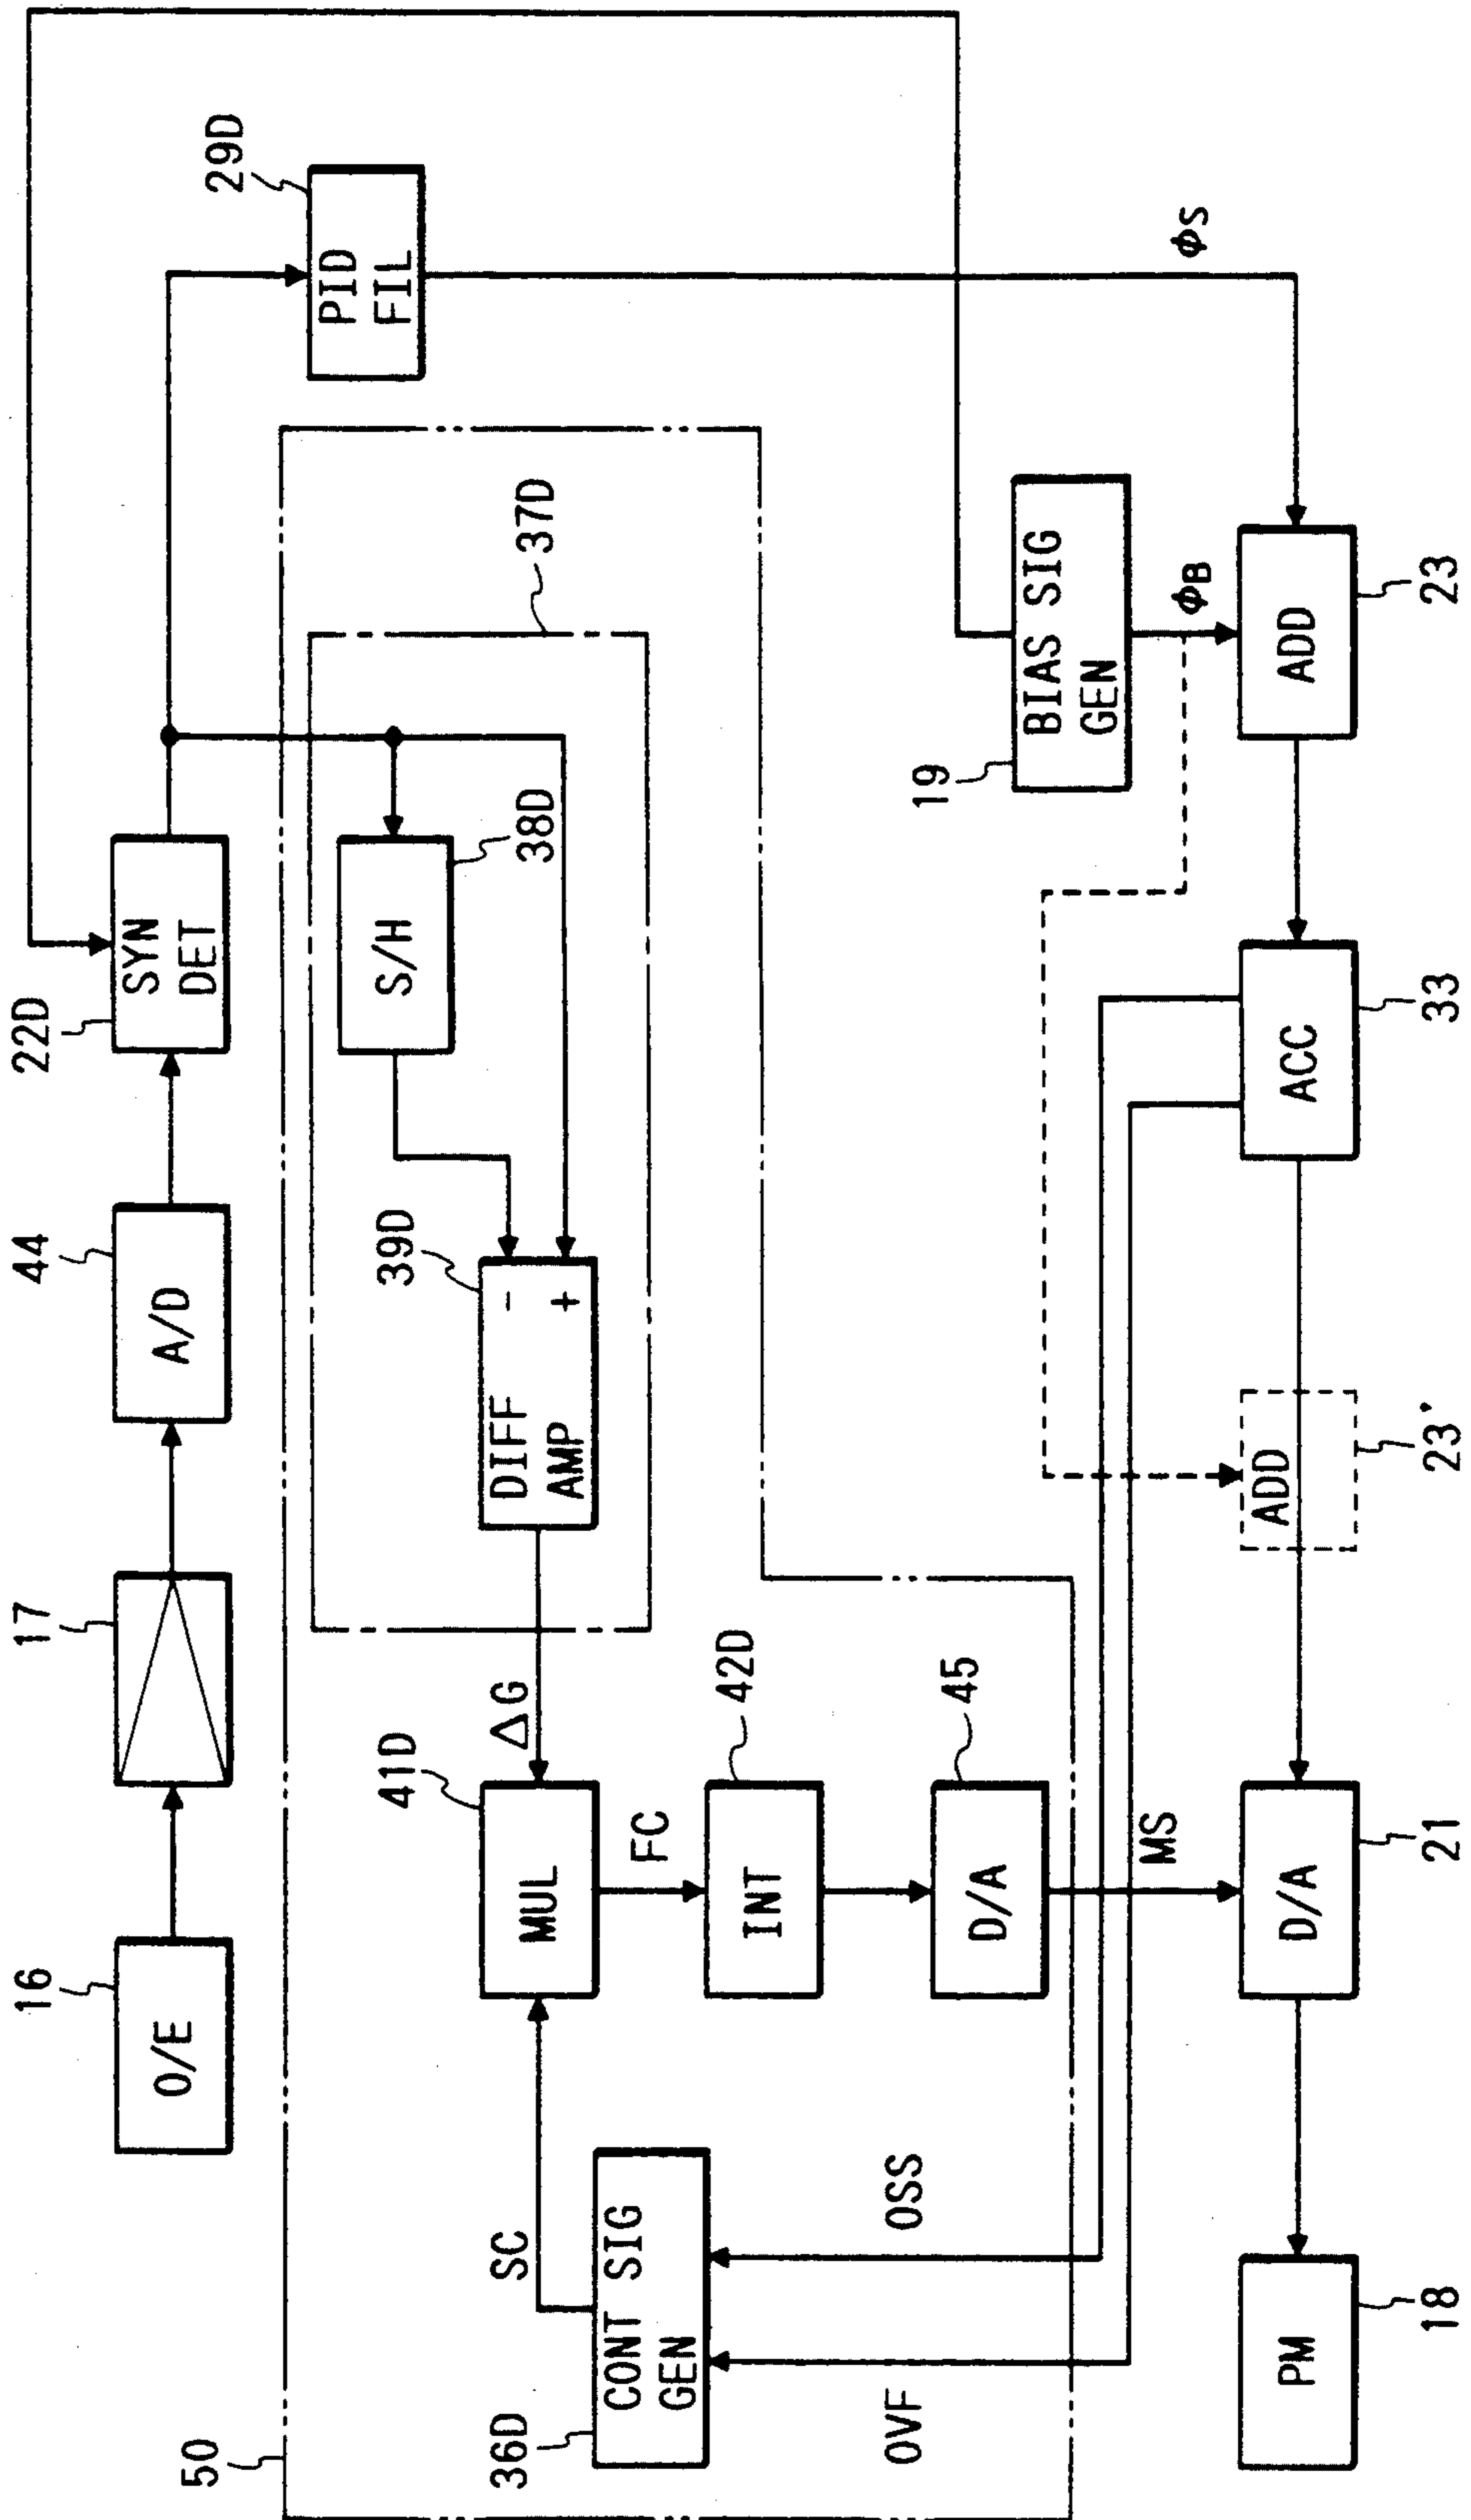 16
O/E
17
44
A/D
22D
SYN
DET
29D
PID
FIL
50
37D
38D
S/H
39D
DIFF
AMP
-
+
ΔG
41D
MUL
SC
36D
CONT SIG
GEN
FC
42D
INT
45
D/A
OVF
OSS
MS
19
BIAS SIG
GEN
ϕB
ϕS
PM
18
D/A
21
ADD
23'
ACC
33
ADD
23